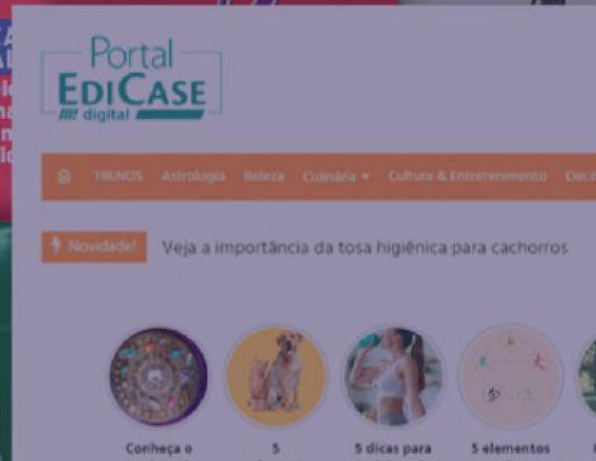 Portal
EDICASE
digital
TRENDS Astrologia Beleza Culinária Cultura & Entretenimento
Novidade! Veja a importância da tosa higiênica para cachorros
Conheça o
5
5 dicas para
5 elementos